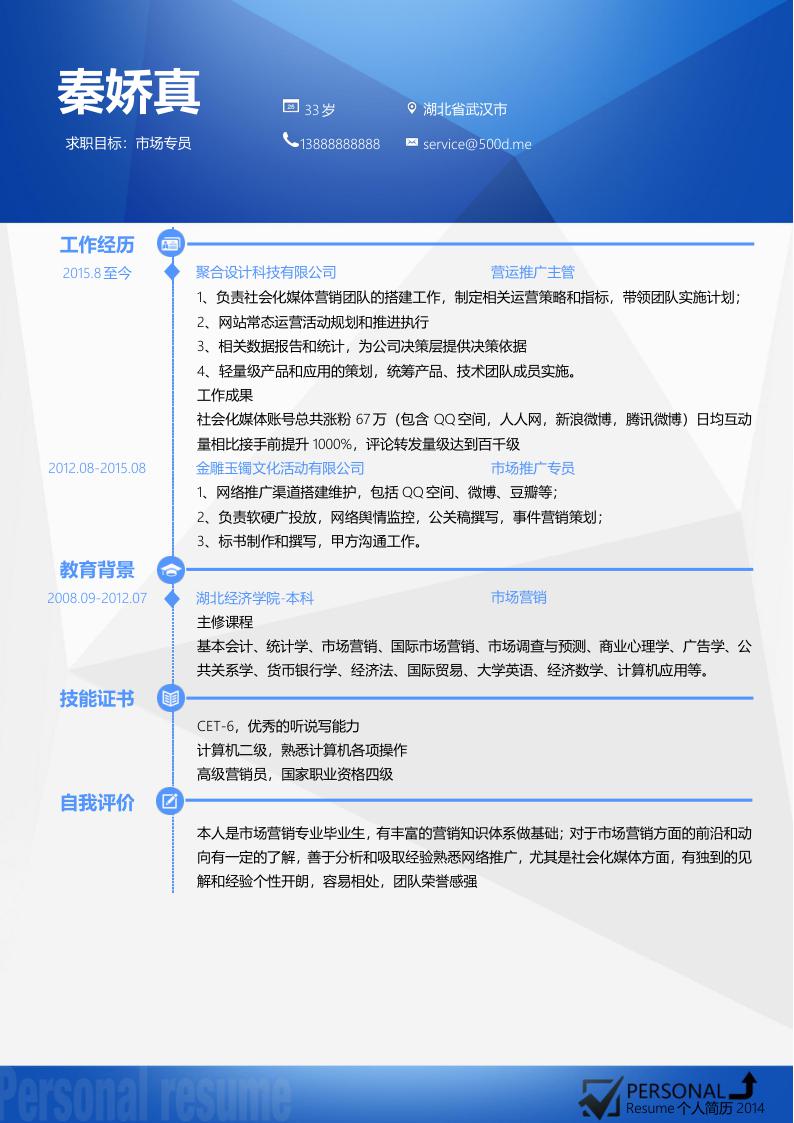 秦娇真
求职目标：市场专员
33岁
湖北省武汉市
13888888888
service@500d.me
工作经历
2015.8至今
聚合设计科技有限公司
营运推广主管
1、负责社会化媒体营销团队的搭建工作，制定相关运营策略和指标，带领团队实施计划；
2、网站常态运营活动规划和推进执行
3、相关数据报告和统计，为公司决策层提供决策依据
4、轻量级产品和应用的策划，统筹产品、技术团队成员实施。
工作成果
社会化媒体账号总共涨粉 67万（包含 QQ空间，人人网，新浪微博，腾讯微博）日均互动
量相比接手前提升 1000%，评论转发量级达到百千级
2012.08-2015.08
金雕玉镯文化活动有限公司
市场推广专员
1、网络推广渠道搭建维护，包括 QQ空间、微博、豆瓣等；
2、负责软硬广投放，网络舆情监控，公关稿撰写，事件营销策划；
3、标书制作和撰写，甲方沟通工作。
教育背景
2008.09-2012.07
湖北经济学院-本科
市场营销
主修课程
基本会计、统计学、市场营销、国际市场营销、市场调查与预测、商业心理学、广告学、公
共关系学、货币银行学、经济法、国际贸易、大学英语、经济数学、计算机应用等。
技能证书
CET-6，优秀的听说写能力
计算机二级，熟悉计算机各项操作
高级营销员，国家职业资格四级
自我评价
本人是市场营销专业毕业生，有丰富的营销知识体系做基础；对于市场营销方面的前沿和动
向有一定的了解，善于分析和吸取经验熟悉网络推广，尤其是社会化媒体方面，有独到的见
解和经验个性开朗，容易相处，团队荣誉感强
Personal resume
PERSONAL
Resume 个人简历 2014